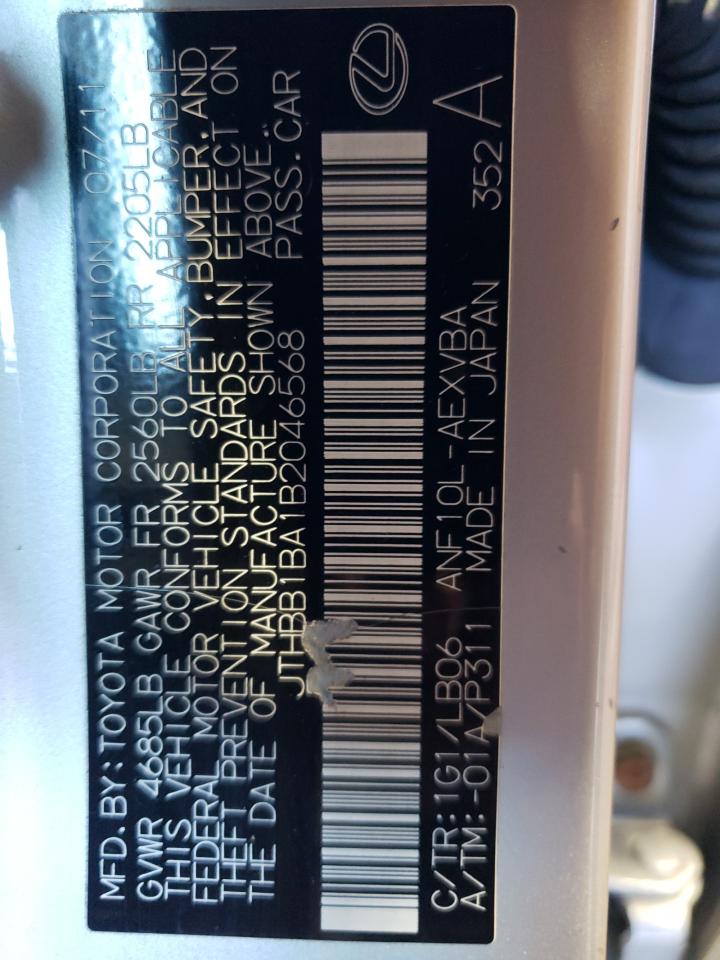 MFD. BY: TOYOTA MOTOR CORPORATION 07/11
GVWR 4685LB GAWR FR 2560LB RR 2205LB
THIS VEHICLE CONFORMS TO ALL APPLICABLE
FEDERAL MOTOR VEHICLE SAFETY, BUMPER, AND
THEFT PREVENTION STANDARDS IN EFFECT ON
THE DATE OF MANUFACTURE SHOWN ABOVE.
JTHBB1BA1B2046568 PASS. CAR
C/TR: 1G1/LB06 ANF10L-AEXVBA 352 A
A/TM: -01A/P311 MADE IN JAPAN